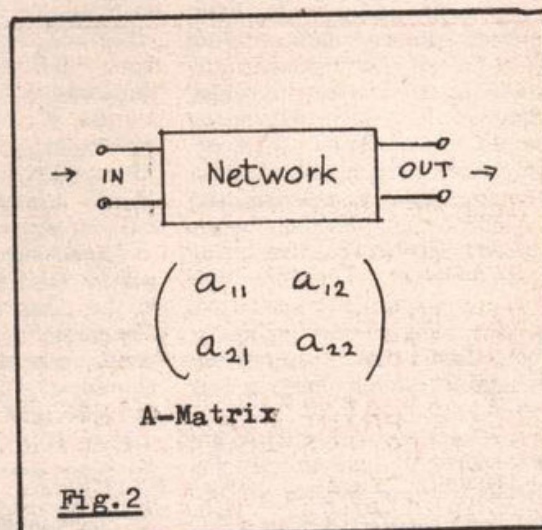 → IN Network OUT →
a₁₁ a₁₂
a₂₁ a₂₂
A-Matrix
Fig.2